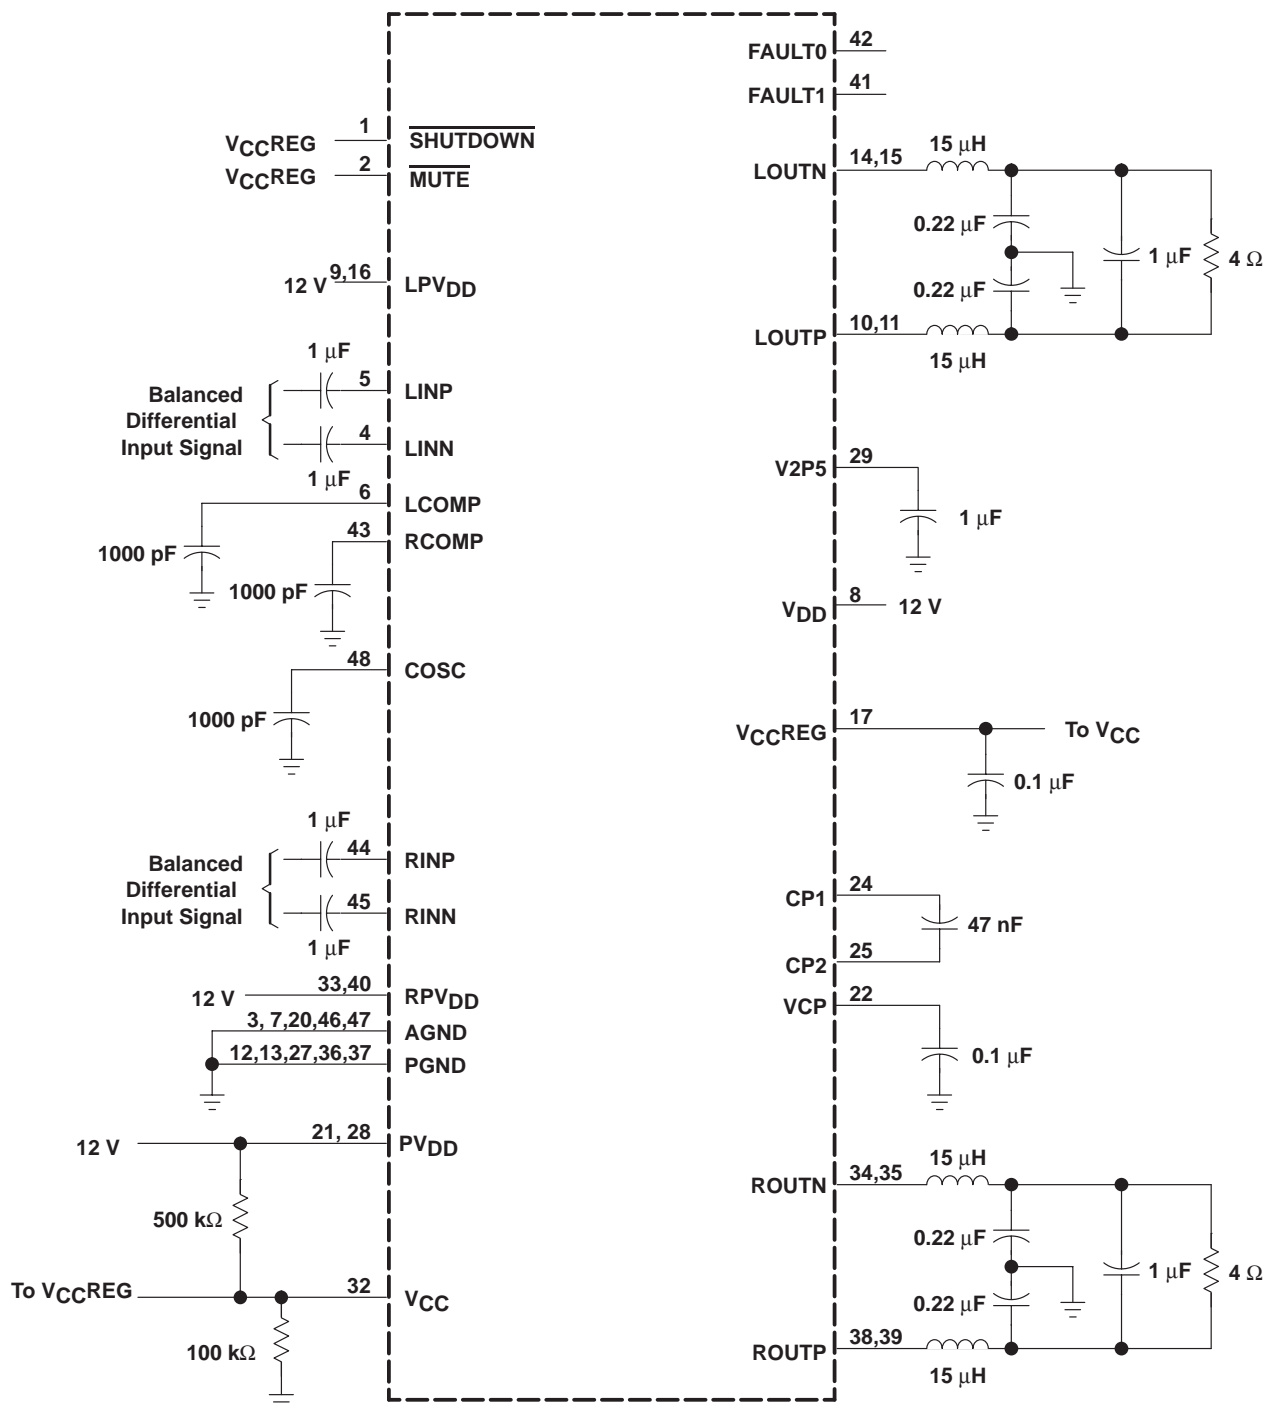 FAULT0 42
FAULT1 41
VCCREG 1 SHUTDOWN
VCCREG 2 MUTE
LOUTN 14,15 15 μH
0.22 μF
0.22 μF
1 μF
4 Ω
LOUTP 10,11 15 μH
12 V 9,16 LPVDD
1 μF
5 LINP
Balanced
Differential
Input Signal
4 LINN
1 μF
6 LCOMP
1000 pF
43 RCOMP
1000 pF
V2P5 29
1 μF
VDD 8 12 V
48 COSC
1000 pF
VCCREG 17 To VCC
0.1 μF
1 μF
44 RINP
Balanced
Differential
Input Signal
45 RINN
1 μF
CP1 24
47 nF
CP2 25
VCP 22
0.1 μF
12 V 33,40 RPVDD
3, 7,20,46,47 AGND
12,13,27,36,37 PGND
12 V 21, 28 PVDD
500 kΩ
To VCCREG 32 VCC
100 kΩ
ROUTN 34,35 15 μH
0.22 μF
0.22 μF
1 μF
4 Ω
ROUTP 38,39 15 μH